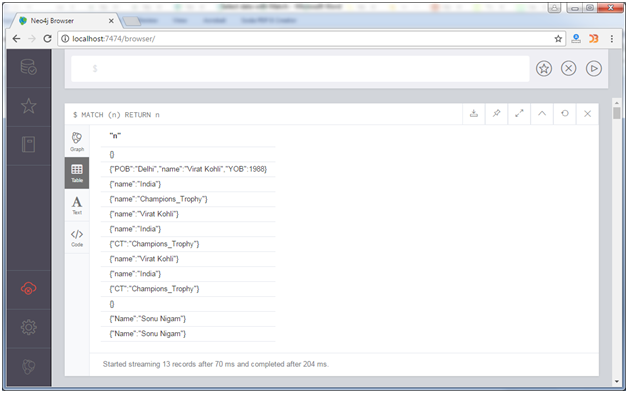 Neo4j Browser
localhost:7474/browser/
$
$ MATCH (n) RETURN n
"n"
Graph
{}
{"POB":"Delhi","name":"Virat Kohli","YOB":1988}
Table
{"name":"India"}
{"name":"Champions_Trophy"}
A
{"name":"Virat Kohli"}
Text
{"name":"India"}
</>
{"CT":"Champions_Trophy"}
Code
{"name":"Virat Kohli"}
{"name":"India"}
{"CT":"Champions_Trophy"}
{}
{"Name":"Sonu Nigam"}
{"Name":"Sonu Nigam"}
Started streaming 13 records after 70 ms and completed after 204 ms.